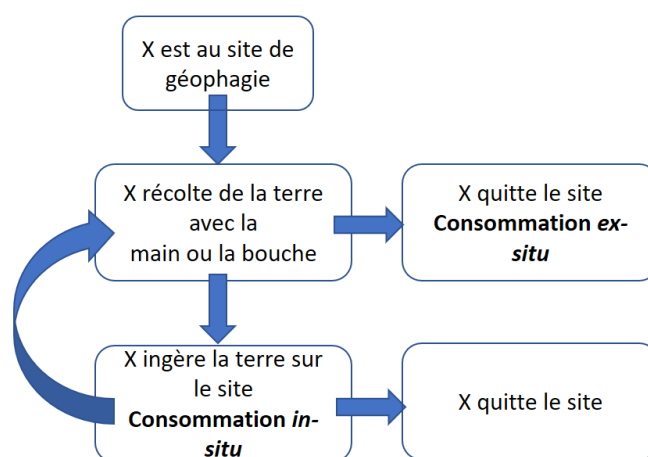 X est au site de
géophagie
X récolte de la terre
avec la
main ou la bouche
X quitte le site
Consommation ex-
situ
X ingère la terre sur
le site
Consommation in-
situ
X quitte le site